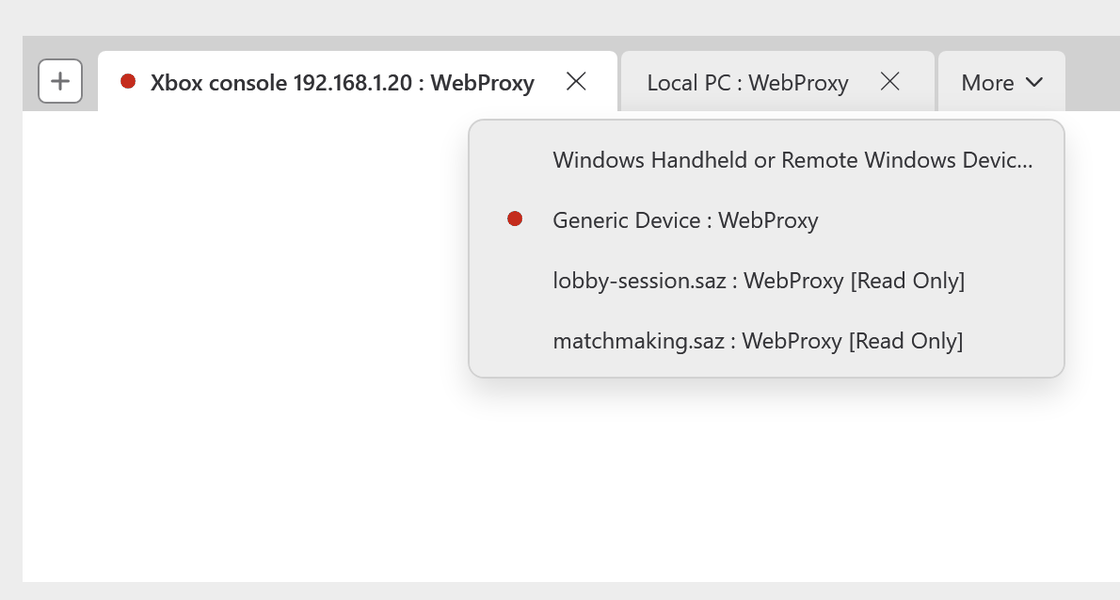 Xbox console 192.168.1.20 : WebProxy
Local PC : WebProxy
More
Windows Handheld or Remote Windows Devic...
Generic Device : WebProxy
lobby-session.saz : WebProxy [Read Only]
matchmaking.saz : WebProxy [Read Only]